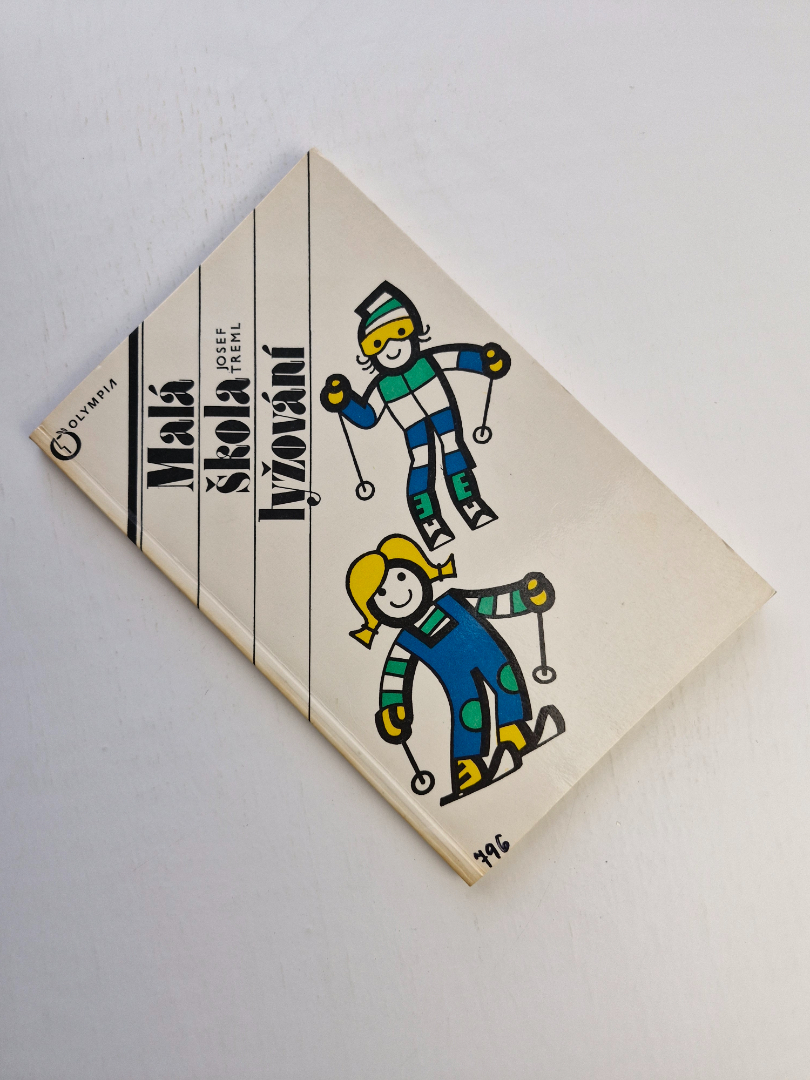 OLYMPIA
Malá
škola
JOSEF
TREML
lyžování
796